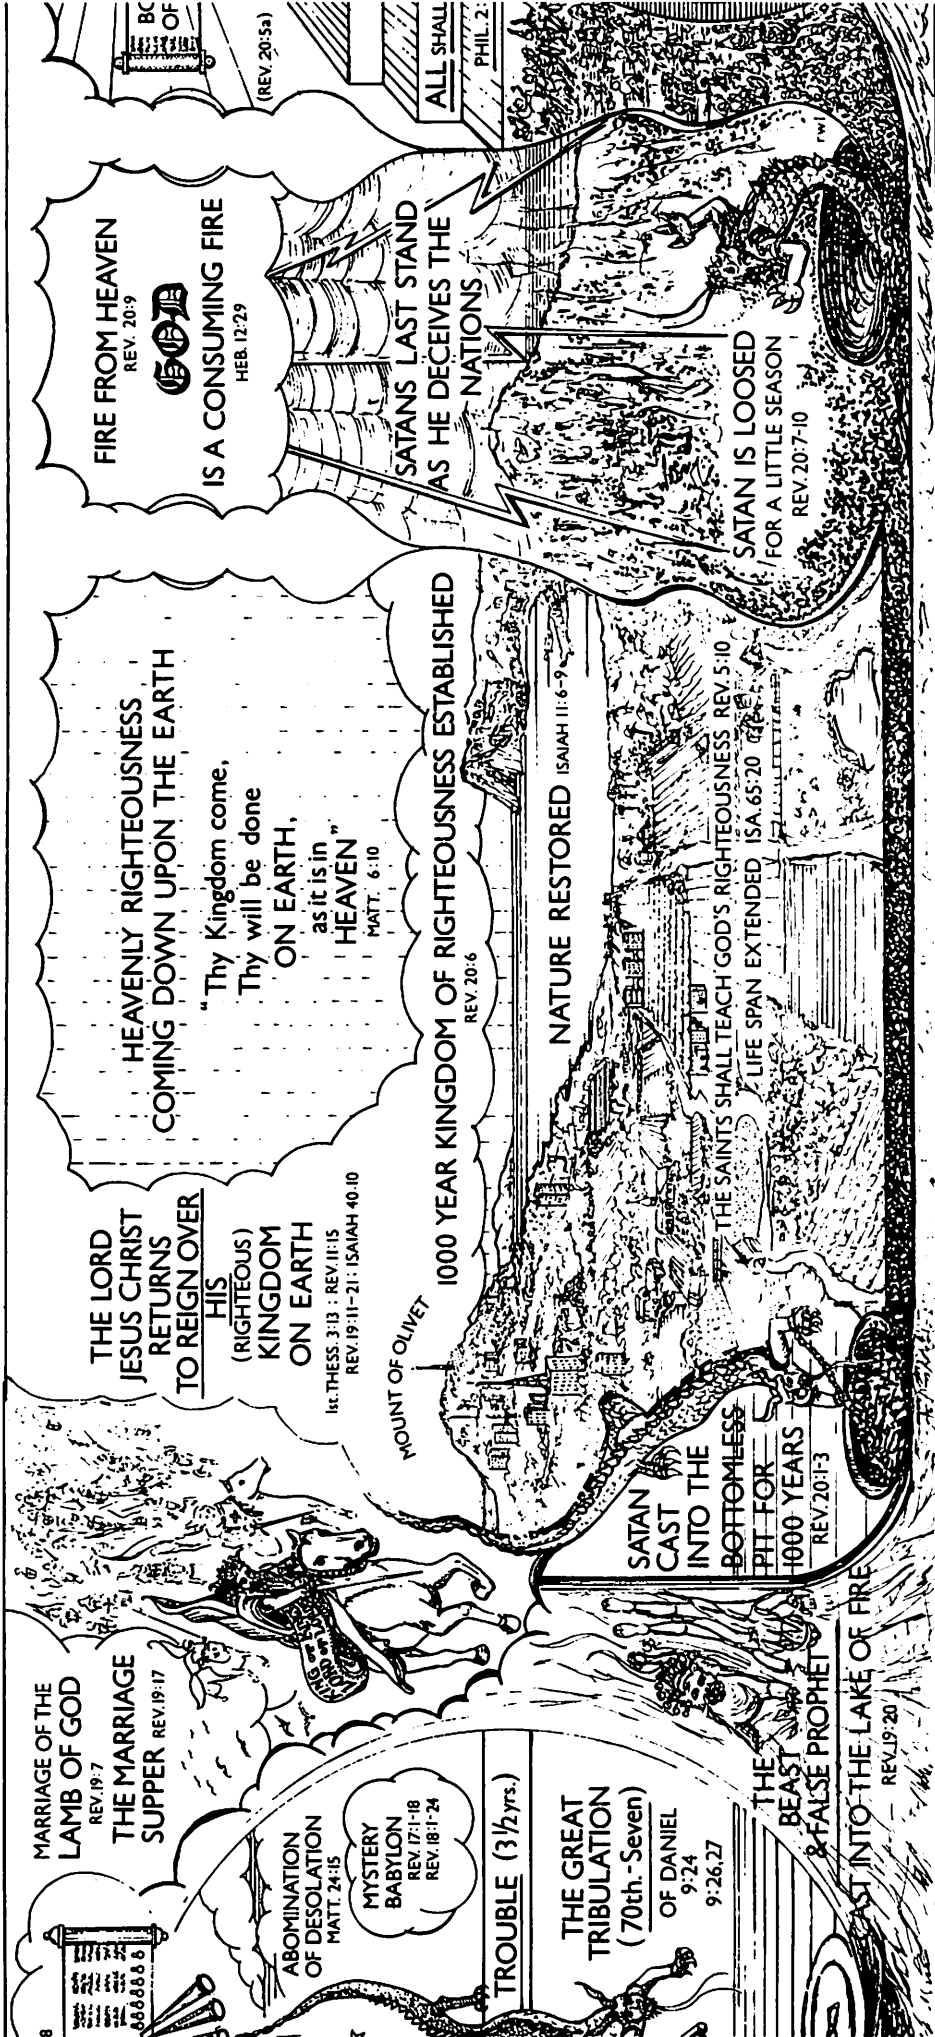 MARRIAGE OF THE
LAMB OF GOD
REV.19:7
THE MARRIAGE
SUPPER REV.19:17
KING OF KINGS
ABOMINATION
OF DESOLATION
MATT. 24:15
MYSTERY
BABYLON
REV. 17:1-18
REV. 18:1-24
TROUBLE (3½yrs.)
THE GREAT
TRIBULATION
(70th.-Seven)
OF DANIEL
9:24
9:26,27
THE
BEAST
& FALSE PROPHET
CAST INTO THE LAKE OF FIRE
REV.19:20
THE LORD
JESUS CHRIST
RETURNS
TO REIGN OVER
HIS
(RIGHTEOUS)
KINGDOM
ON EARTH
1st.THESS. 3:13 : REV.11:15
REV.19:11-21 : ISAIAH 40.10
MOUNT OF OLIVET
SATAN
CAST
INTO THE
BOTTOMLESS
PIT FOR
1000 YEARS
REV.20:1-3
HEAVENLY RIGHTEOUSNESS
COMING DOWN UPON THE EARTH
"Thy Kingdom come,
Thy will be done
ON EARTH,
as it is in
HEAVEN"
MATT. 6:10
1000 YEAR KINGDOM OF RIGHTEOUSNESS ESTABLISHED
REV. 20:6
NATURE RESTORED ISAIAH 11:6-9
THE SAINTS SHALL TEACH GOD'S RIGHTEOUSNESS REV. 5:10
LIFE SPAN EXTENDED ISA.65:20
FIRE FROM HEAVEN
REV. 20:9
GOD
IS A CONSUMING FIRE
HEB. 12:29
SATANS LAST STAND
AS HE DECEIVES THE
NATIONS
SATAN IS LOOSED
FOR A LITTLE SEASON
REV.20:7-10
TW
BO
OF
(REV. 20:5a)
ALL SHALL
PHIL. 2: